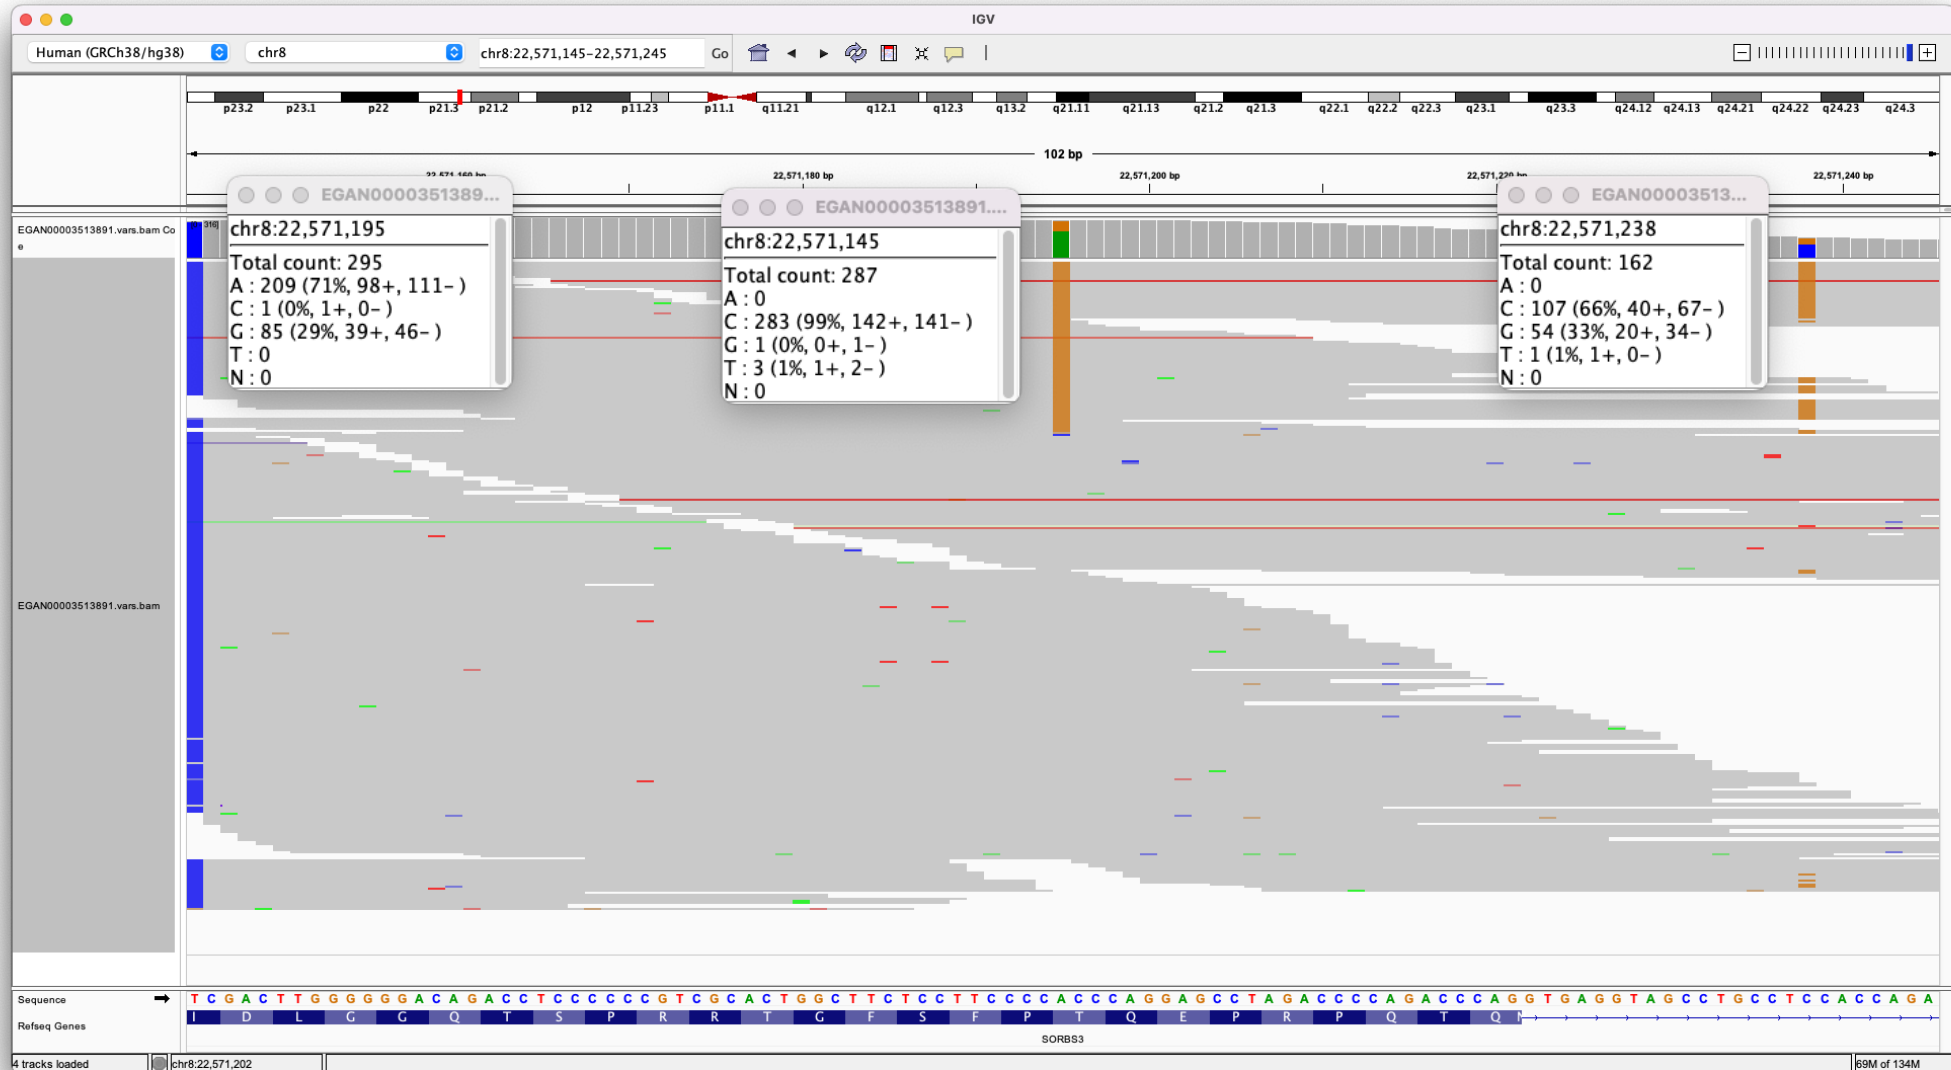 IGV
Human (GRCh38/hg38)
chr8
chr8:22,571,145-22,571,245
Go
p23.2 p23.1 p22 p21.3 p21.2 p12 p11.23 p11.1 q11.21 q12.1 q12.3 q13.2 q21.11 q21.13 q21.2 q21.3 q22.1 q22.2 q22.3 q23.1 q23.3 q24.12 q24.13 q24.21 q24.22 q24.23 q24.3
102 bp
22,571,180 bp 22,571,200 bp 22,571,240 bp
EGAN0000351389...
chr8:22,571,195
Total count: 295
A : 209 (71%, 98+, 111- )
C : 1 (0%, 1+, 0- )
G : 85 (29%, 39+, 46- )
T : 0
N : 0
EGAN00003513891....
chr8:22,571,145
Total count: 287
A : 0
C : 283 (99%, 142+, 141- )
G : 1 (0%, 0+, 1- )
T : 3 (1%, 1+, 2- )
N : 0
EGAN00003513...
chr8:22,571,238
Total count: 162
A : 0
C : 107 (66%, 40+, 67- )
G : 54 (33%, 20+, 34- )
T : 1 (1%, 1+, 0- )
N : 0
EGAN00003513891.vars.bam Co
e
EGAN00003513891.vars.bam
Sequence
T C G A C T T G G G G G G A C A G A C C T C C C C C C G T C G C A C T G G C T T C T C C T T C C C C A C C C A G G A G C C T A G A C C C C A G A C C C A G G T G A G G T A G C C T G C C T C C A C C A G A
Refseq Genes
I D L G G Q T S P R R T G F S F P T Q E P R P Q T Q
SORBS3
4 tracks loaded
chr8:22,571,202
69M of 134M